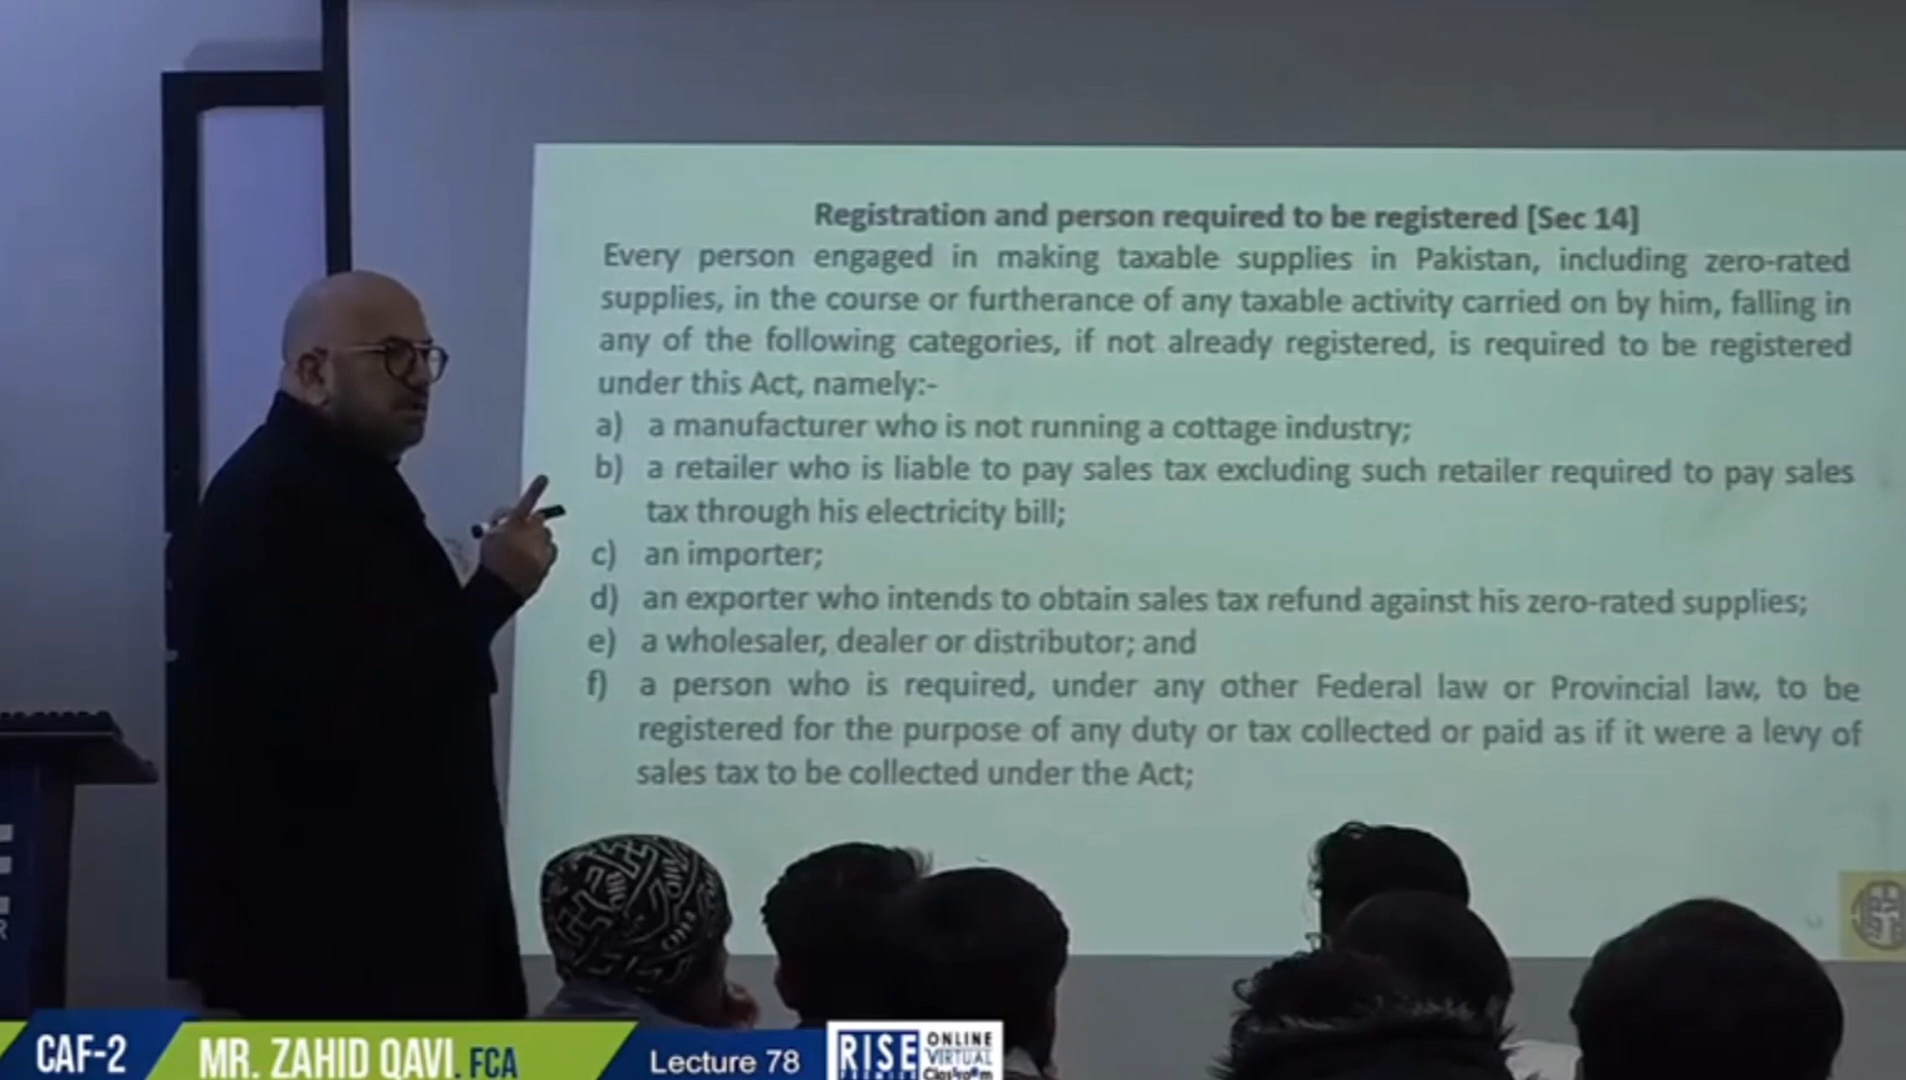 Registration and person required to be registered [Sec 14]
Every person engaged in making taxable supplies in Pakistan, including zero-rated
supplies, in the course or furtherance of any taxable activity carried on by him, falling in
any of the following categories, if not already registered, is required to be registered
under this Act, namely:-
a) a manufacturer who is not running a cottage industry;
b) a retailer who is liable to pay sales tax excluding such retailer required to pay sales
tax through his electricity bill;
c) an importer;
d) an exporter who intends to obtain sales tax refund against his zero-rated supplies;
e) a wholesaler, dealer or distributor; and
f) a person who is required, under any other Federal law or Provincial law, to be
registered for the purpose of any duty or tax collected or paid as if it were a levy of
sales tax to be collected under the Act;
CAF-2
MR. ZAHID QAVI. FCA
Lecture 78
RISE
ONLINE
VIRTUAL
Classroom